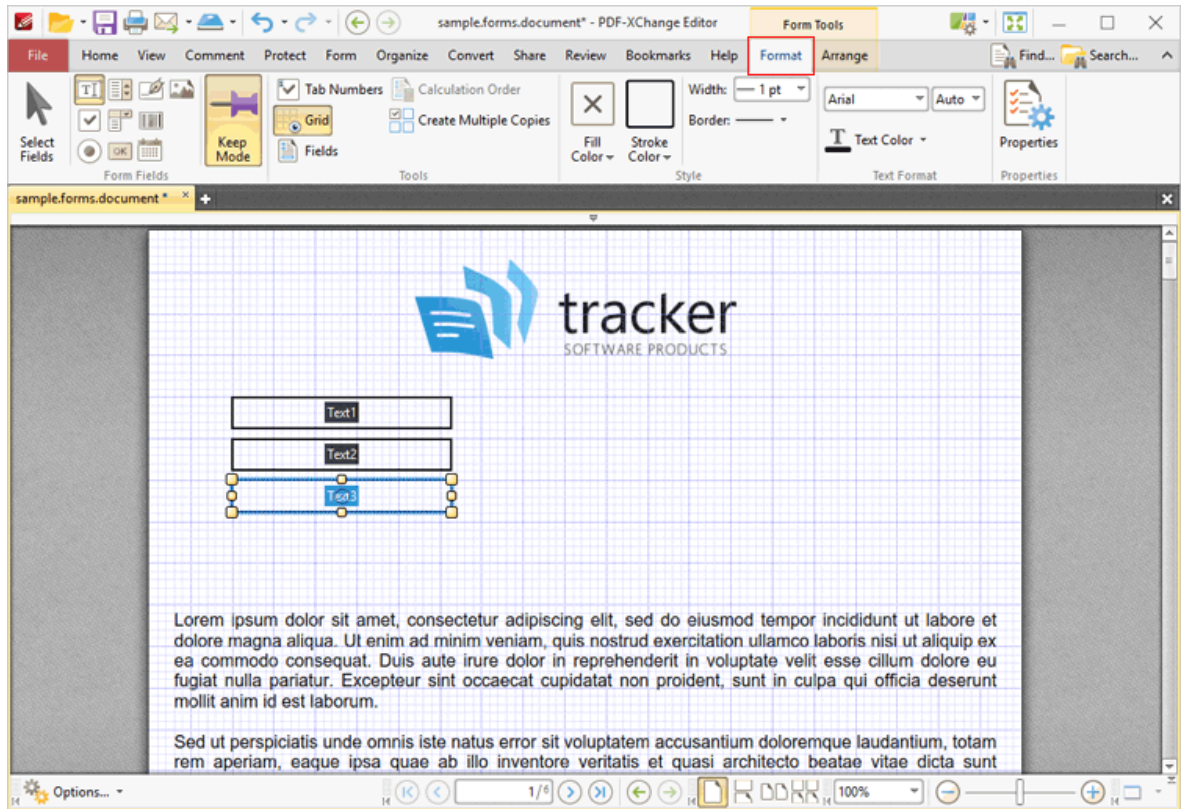 sample.forms.document* - PDF-XChange Editor
Form Tools
File Home View Comment Protect Form Organize Convert Share Review Bookmarks Help Format Arrange Find... Search...
Select Fields
OK
Form Fields
Keep Mode
Tab Numbers
Grid
Fields
Calculation Order
Create Multiple Copies
Tools
Fill Color
Stroke Color
Width: 1 pt
Border:
Style
Arial Auto
Text Color
Text Format
Properties
Properties
sample.forms.document *
tracker
SOFTWARE PRODUCTS
Text1
Text2
Text3
Lorem ipsum dolor sit amet, consectetur adipiscing elit, sed do eiusmod tempor incididunt ut labore et
dolore magna aliqua. Ut enim ad minim veniam, quis nostrud exercitation ullamco laboris nisi ut aliquip ex
ea commodo consequat. Duis aute irure dolor in reprehenderit in voluptate velit esse cillum dolore eu
fugiat nulla pariatur. Excepteur sint occaecat cupidatat non proident, sunt in culpa qui officia deserunt
mollit anim id est laborum.
Sed ut perspiciatis unde omnis iste natus error sit voluptatem accusantium doloremque laudantium, totam
rem aperiam, eaque ipsa quae ab illo inventore veritatis et quasi architecto beatae vitae dicta sunt
Options... 1/6 100%